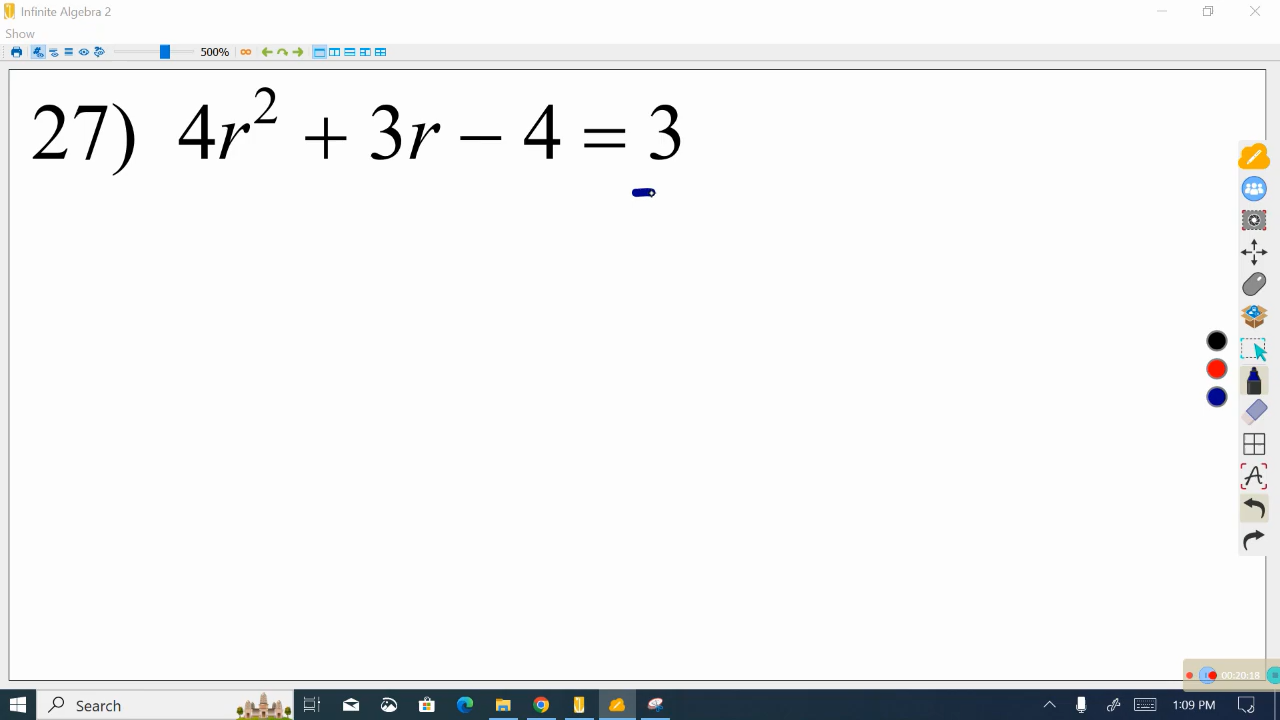 Infinite Algebra 2
Show
500%
27) 4r² + 3r − 4 = 3
00:20:18
Search
1:09 PM